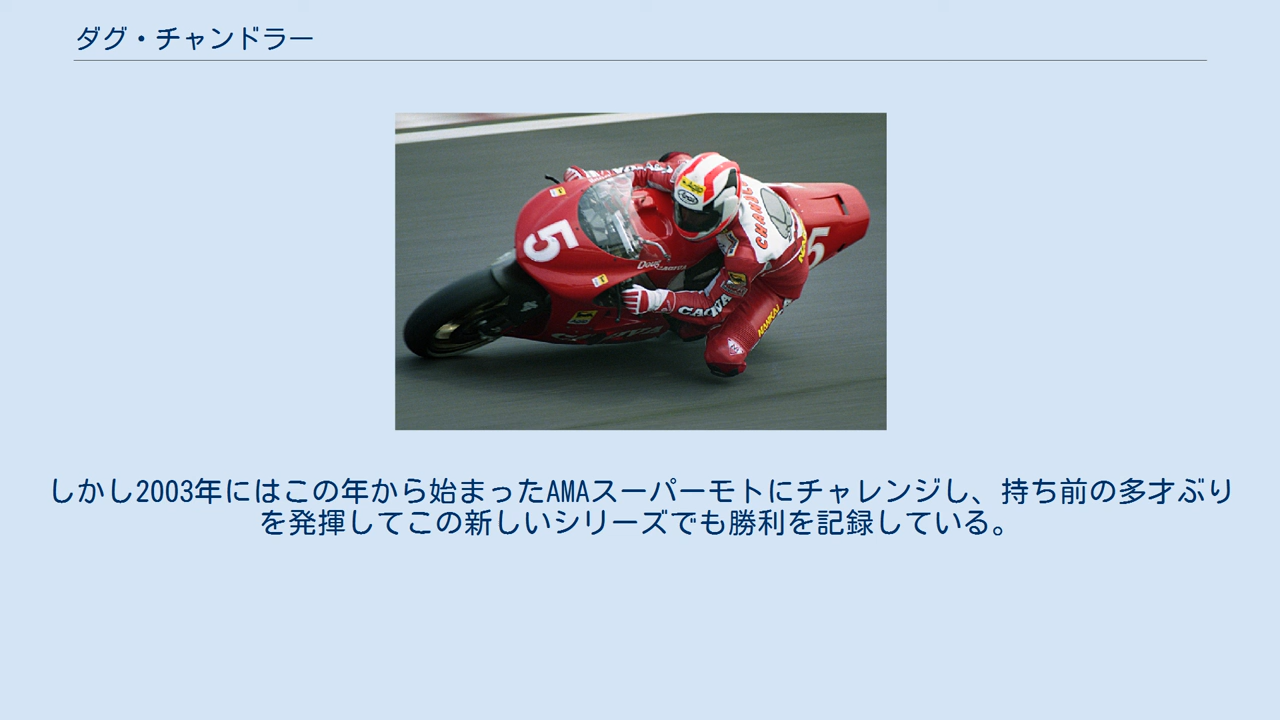 ダグ・チャンドラー
5
5
CAGIVA
しかし2003年にはこの年から始まったAMAスーパーモトにチャレンジし、持ち前の多才ぶり
を発揮してこの新しいシリーズでも勝利を記録している。